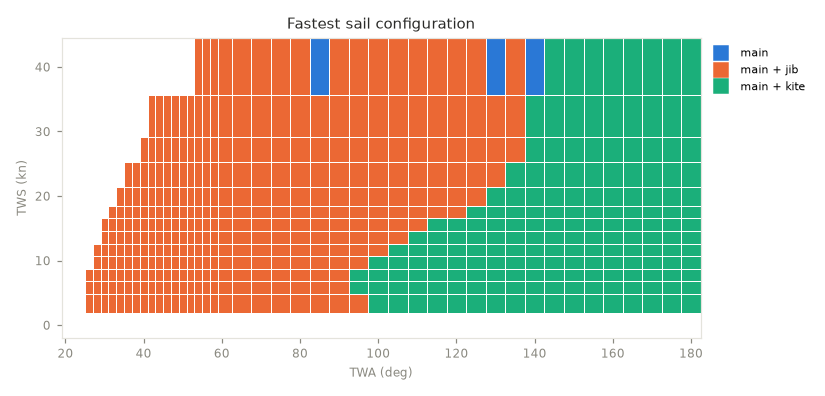 Fastest sail configuration
main
main + jib
main + kite
TWS (kn)
40
30
20
10
0
20 40 60 80 100 120 140 160 180
TWA (deg)